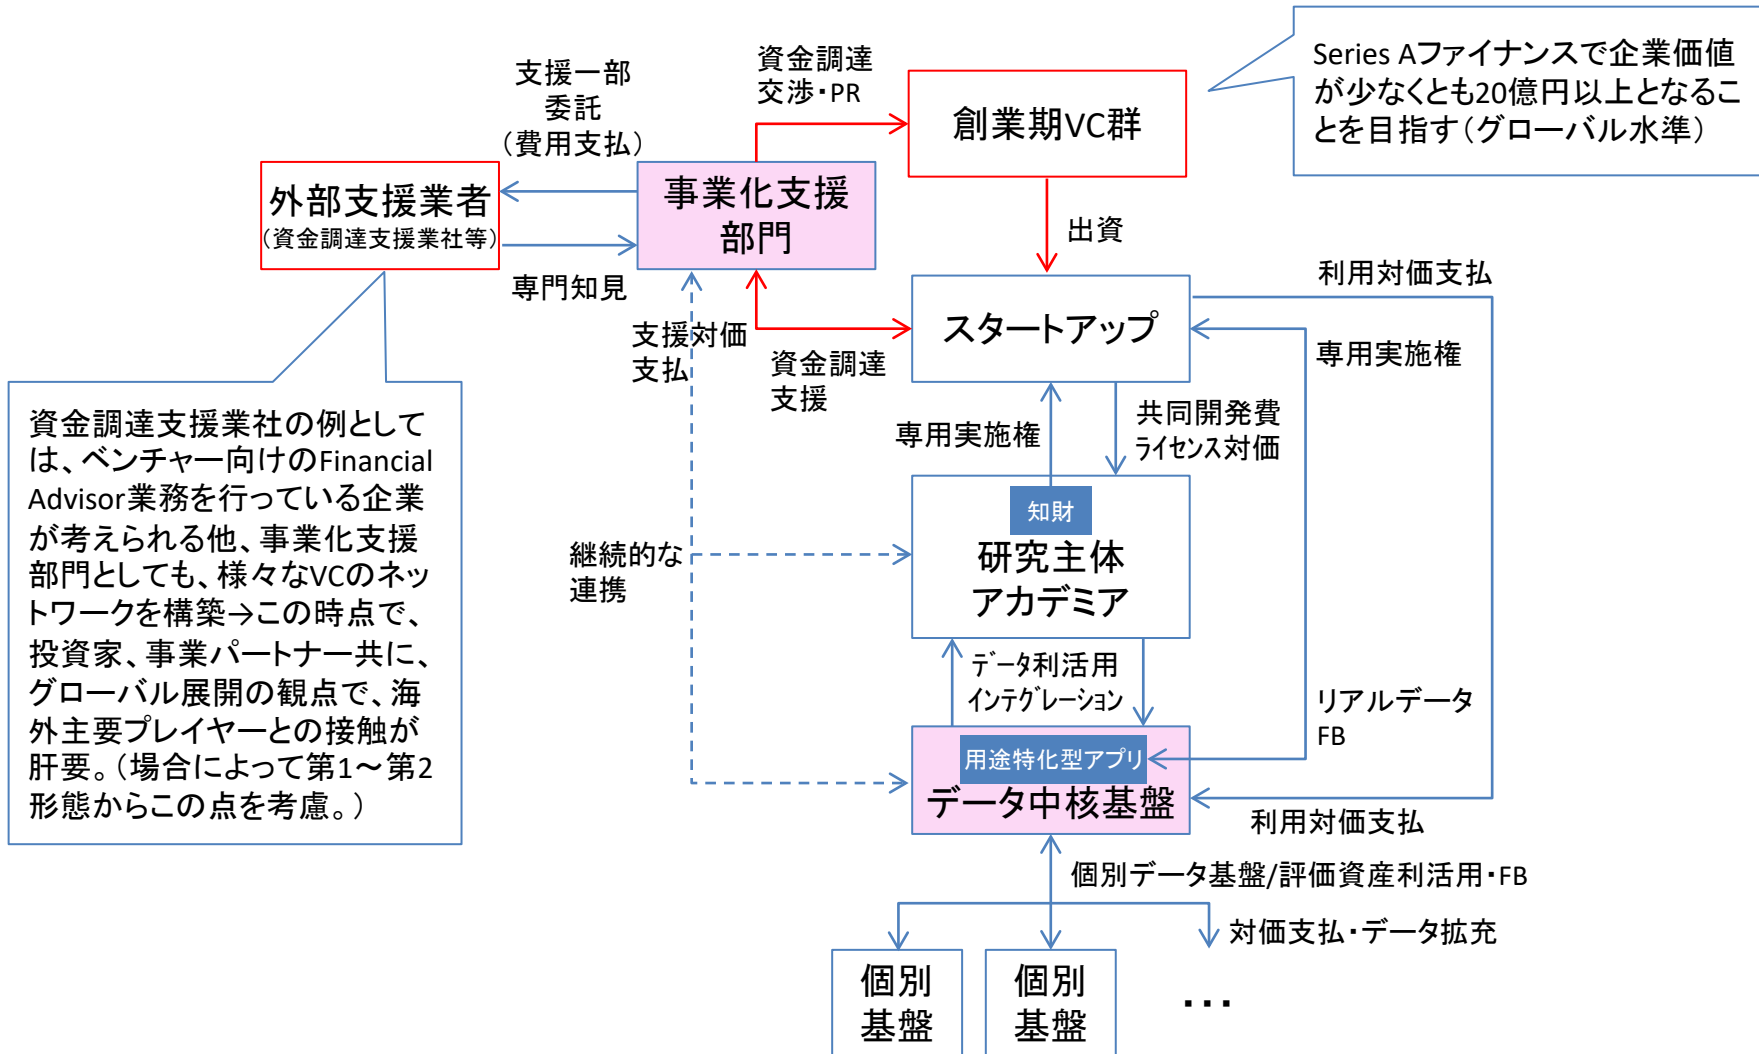 支援一部
委託
（費用支払）
資金調達
交渉・PR
創業期VC群
Series Aファイナンスで企業価値
が少なくとも20億円以上となるこ
とを目指す（グローバル水準）
外部支援業者
（資金調達支援業社等）
事業化支援
部門
出資
専門知見
利用対価支払
支援対価
支払
スタートアップ
資金調達
支援
専用実施権
資金調達支援業社の例として
は、ベンチャー向けのFinancial
Advisor業務を行っている企業
が考えられる他、事業化支援
部門としても、様々なVCのネッ
トワークを構築→この時点で、
投資家、事業パートナー共に、
グローバル展開の観点で、海
外主要プレイヤーとの接触が
肝要。（場合によって第1～第2
形態からこの点を考慮。）
専用実施権
共同開発費
ライセンス対価
知財
研究主体
アカデミア
継続的な
連携
データ利活用
インテグレーション
リアルデータ
FB
用途特化型アプリ
データ中核基盤
利用対価支払
個別データ基盤/評価資産利活用・FB
対価支払・データ拡充
個別
基盤
個別
基盤
・・・